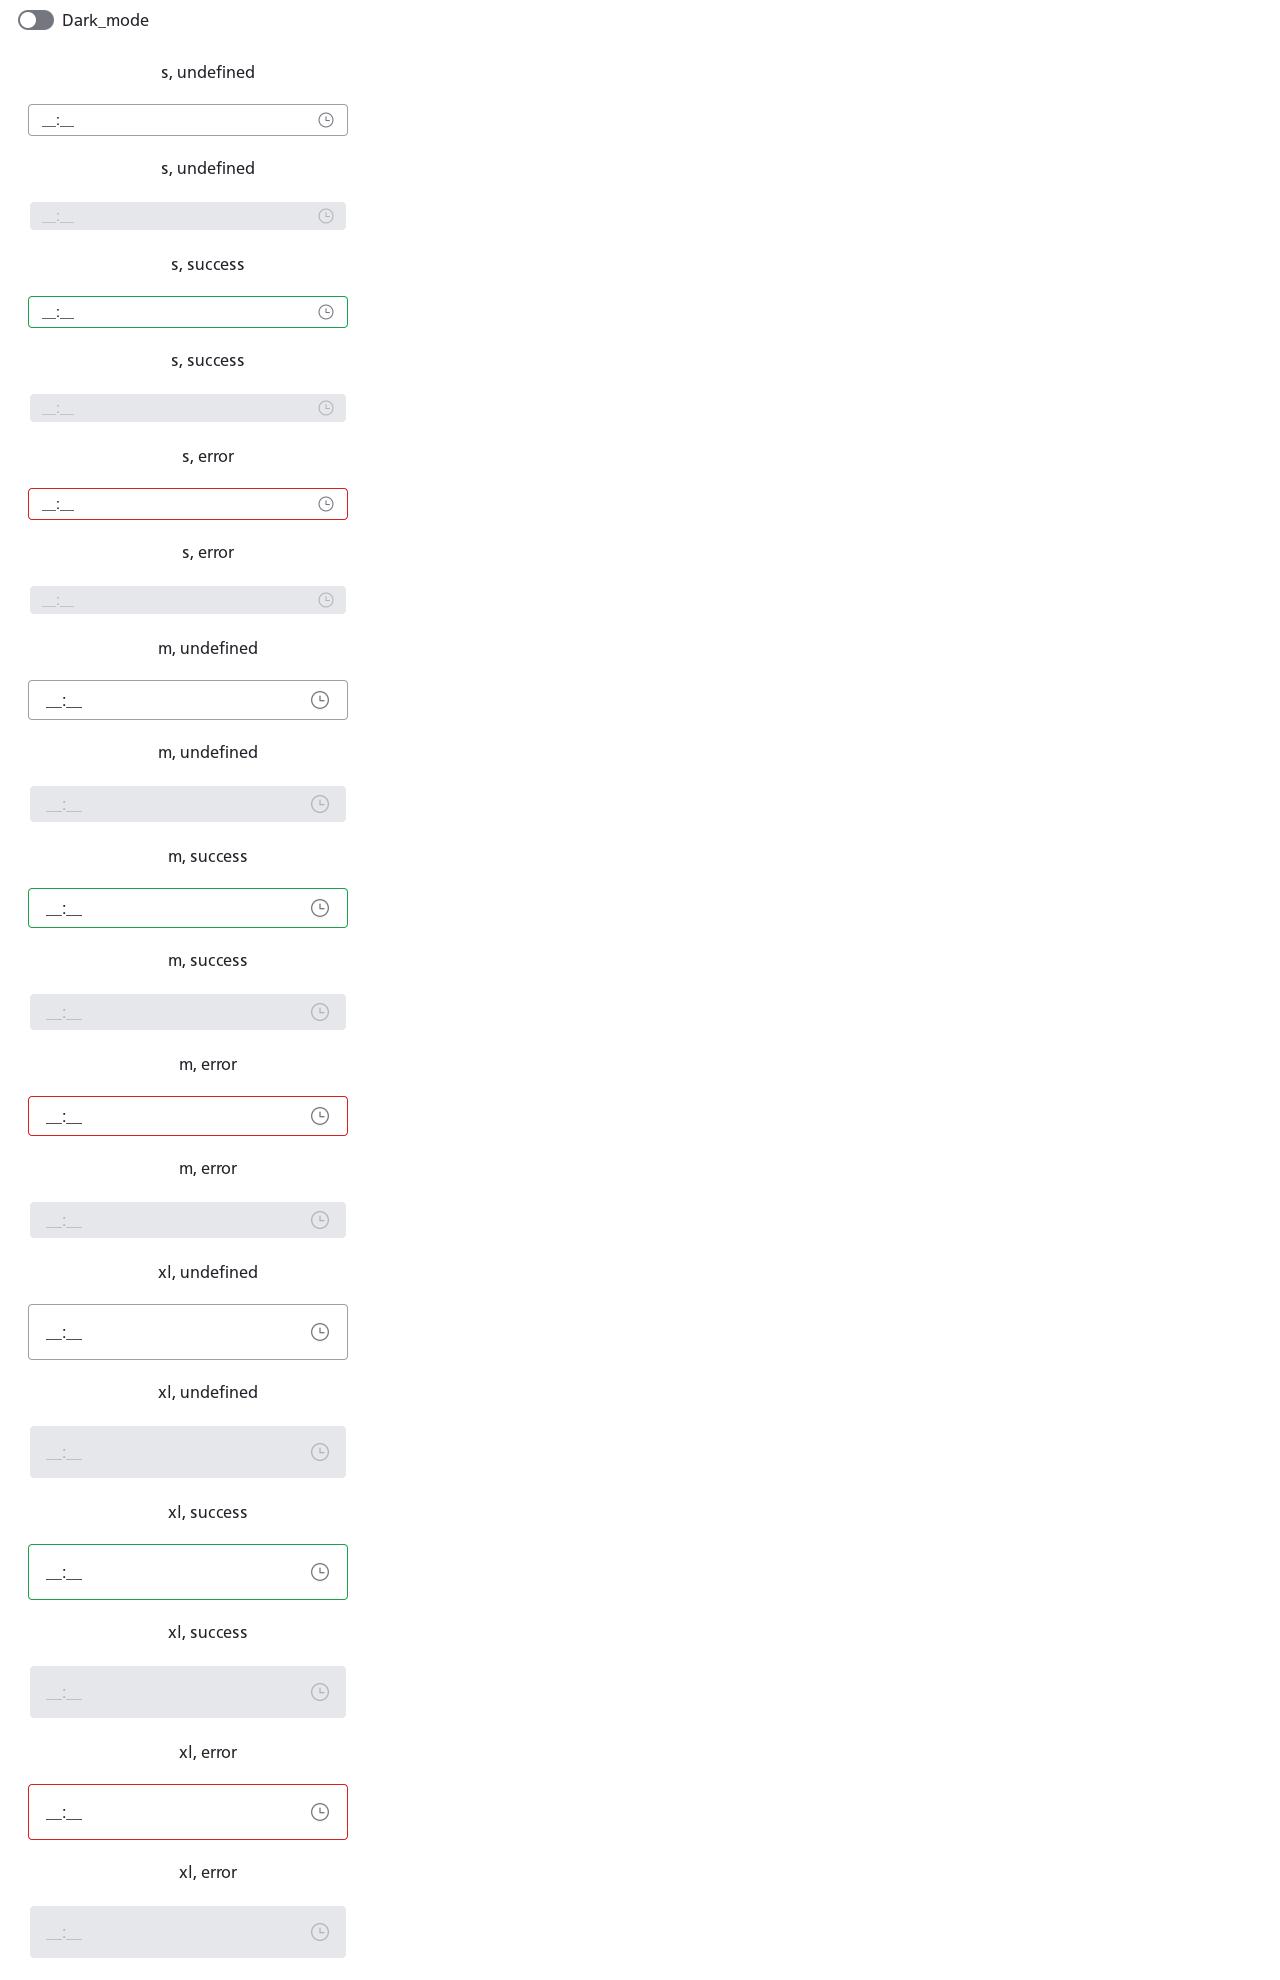 Dark_mode
s, undefined
__:__
s, undefined
__:__
s, success
__:__
s, success
__:__
s, error
__:__
s, error
__:__
m, undefined
__:__
m, undefined
__:__
m, success
__:__
m, success
__:__
m, error
__:__
m, error
__:__
xl, undefined
__:__
xl, undefined
__:__
xl, success
__:__
xl, success
__:__
xl, error
__:__
xl, error
__:__